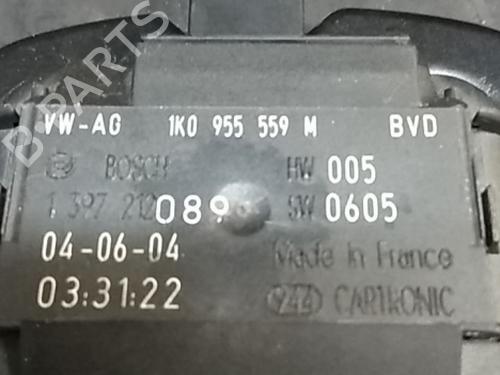 VW-AG 1K0 955 559 M BVD
BOSCH HW 005
1 397 212 089 SW 0605
04-06-04 Made in France
03:31:22 944 CARTRONIC
B-PARTS